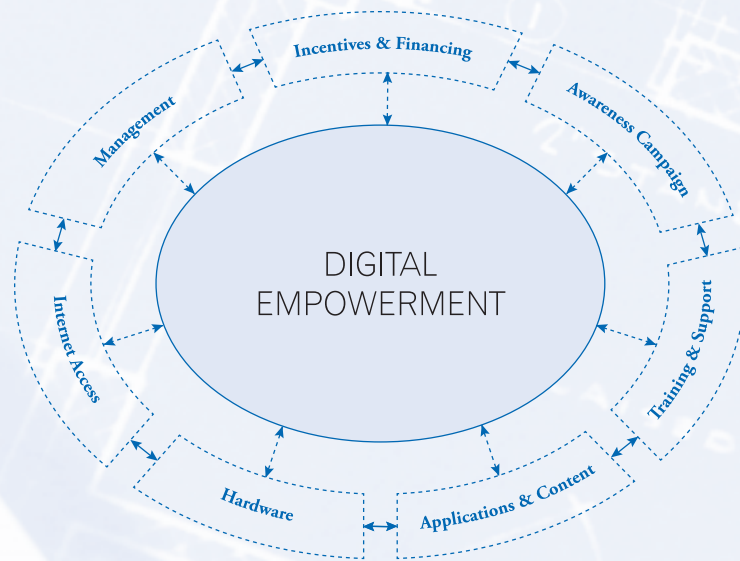 Incentives & Financing
Awareness Campaign
Management
DIGITAL
EMPOWERMENT
Internet Access
Training & Support
Hardware
Applications & Content